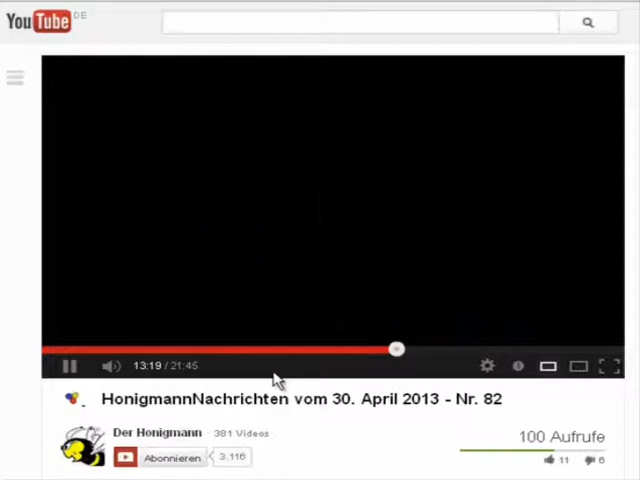 YouTube DE
13:19 / 21:45
HonigmannNachrichten vom 30. April 2013 - Nr. 82
Der Honigmann · 381 Videos
Abonnieren 3.116
100 Aufrufe
11 6